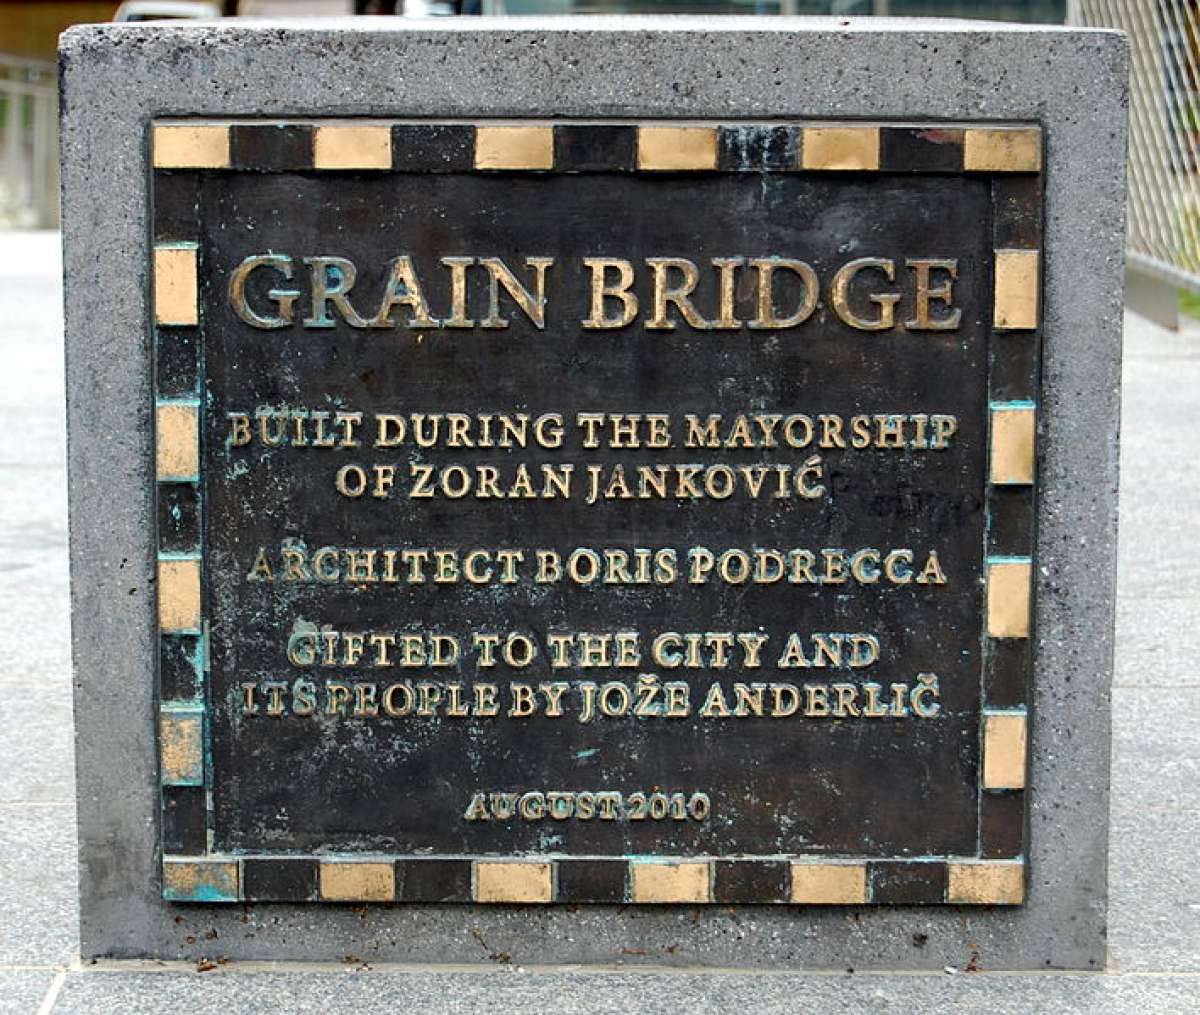 GRAIN BRIDGE
BUILT DURING THE MAYORSHIP
OF ZORAN JANKOVIĆ
ARCHITECT BORIS PODRECCA
GIFTED TO THE CITY AND
ITS PEOPLE BY JOŽE ANDERLIČ
AUGUST 2010